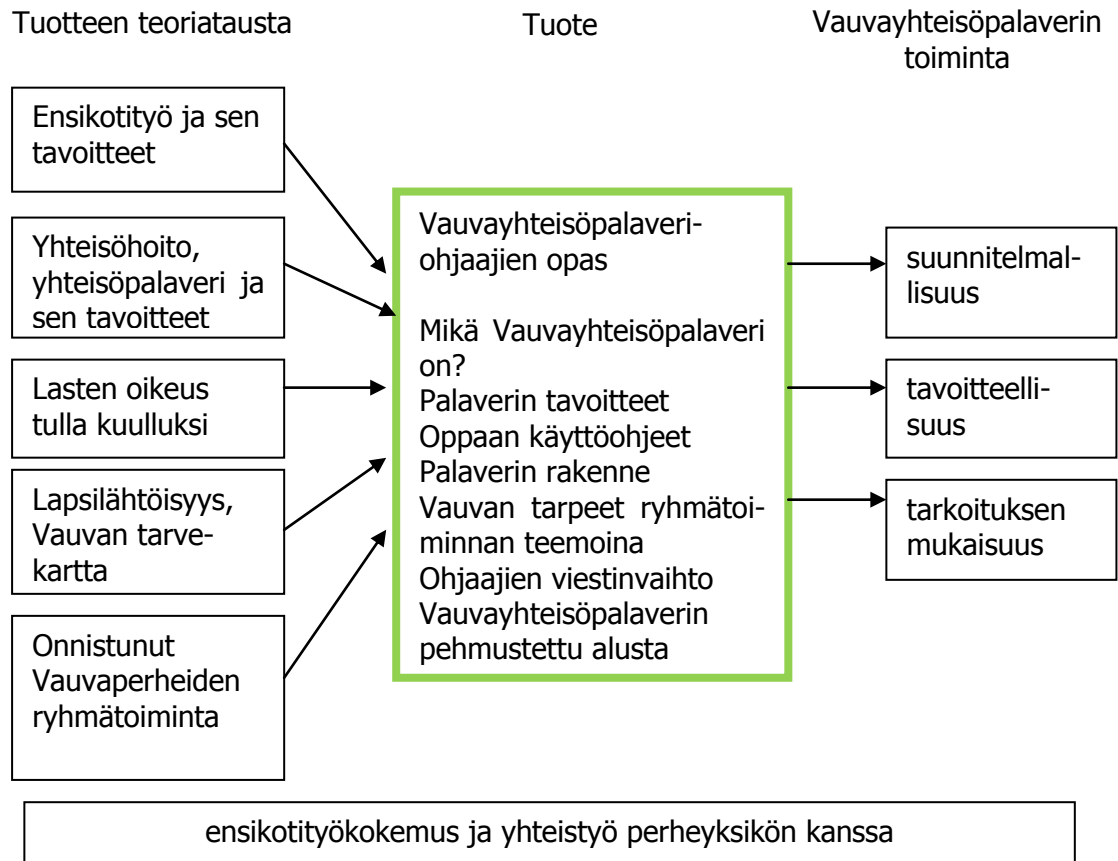 Tuotteen teoriatausta
Tuote
Vauvayhteisöpalaverin
toiminta
Ensikotityö ja sen
tavoitteet
Yhteisöhoito,
yhteisöpalaveri ja
sen tavoitteet
Lasten oikeus
tulla kuulluksi
Lapsilähtöisyys,
Vauvan tarve-
kartta
Onnistunut
Vauvaperheiden
ryhmätoiminta
Vauvayhteisöpalaveri-
ohjaajien opas
Mikä Vauvayhteisöpalaveri
on?
Palaverin tavoitteet
Oppaan käyttöohjeet
Palaverin rakenne
Vauvan tarpeet ryhmätoi-
minnan teemoina
Ohjaajien viestinvaihto
Vauvayhteisöpalaverin
pehmustettu alusta
suunnitelmal-
lisuus
tavoitteelli-
suus
tarkoituksen
mukaisuus
ensikotityökokemus ja yhteistyö perheyksikön kanssa